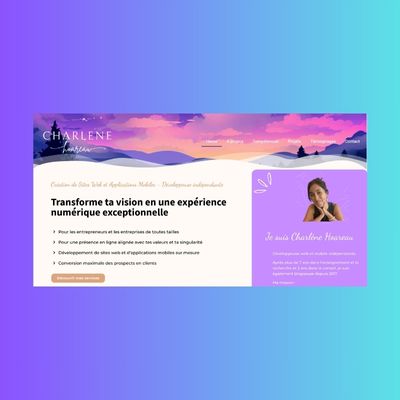 CHARLENE
hoareau
Home À propos Compétences Projets Témoignages Contact
Création de Sites Web et Applications Mobiles - Développeuse indépendante
Transforme ta vision en une expérience
numérique exceptionnelle
Pour les entrepreneurs et les entreprises de toutes tailles
Pour une présence en ligne alignée avec tes valeurs et ta singularité
Développement de sites web et d'applications mobiles sur mesure
Conversion maximale des prospects en clients
Découvrir mes services
Je suis Charlène Hoareau
Développeuse web et mobile indépendante.
Après plus de 7 ans dans l'enseignement et la
recherche et 2 ans dans le conseil, je suis
également blogueuse depuis 2017.
Ma mission